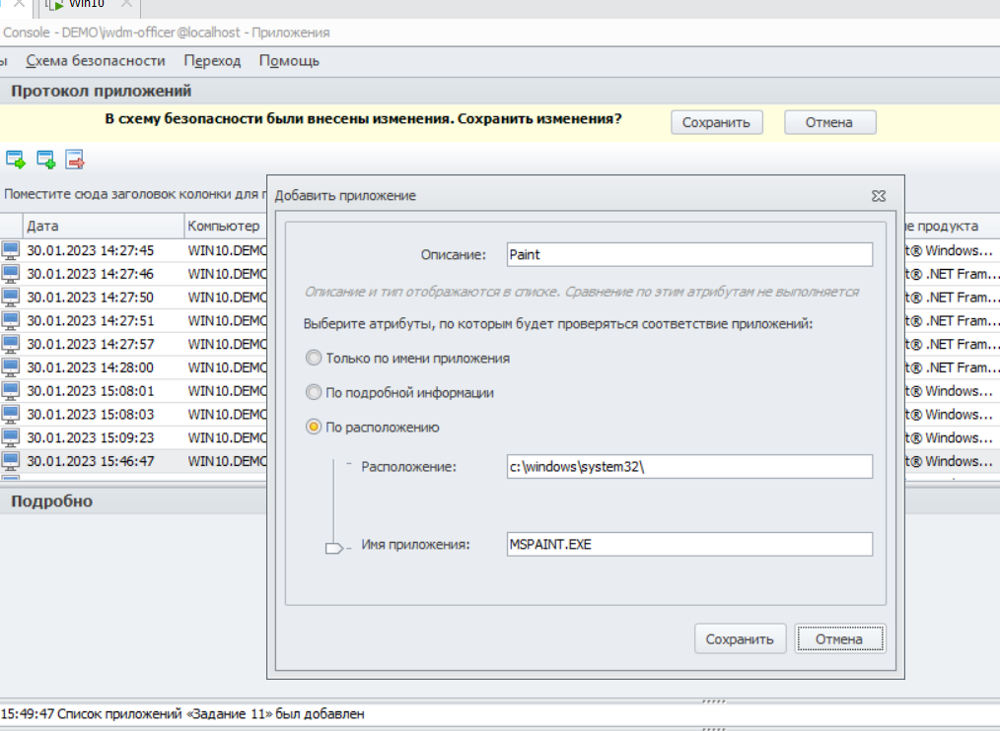 Win10
Console - DEMO\iwdm-officer@localhost - Приложения
ы Схема безопасности Переход Помощь
Протокол приложений
В схему безопасности были внесены изменения. Сохранить изменения? Сохранить Отмена
Поместите сюда заголовок колонки для г
Дата Компьютер е продукта
30.01.2023 14:27:45 WIN10.DEMO t® Windows...
30.01.2023 14:27:46 WIN10.DEMO t® .NET Fram...
30.01.2023 14:27:50 WIN10.DEMO t® .NET Fram...
30.01.2023 14:27:51 WIN10.DEMO t® .NET Fram...
30.01.2023 14:27:57 WIN10.DEMO t® .NET Fram...
30.01.2023 14:28:00 WIN10.DEMO t® .NET Fram...
30.01.2023 15:08:01 WIN10.DEMO t® Windows...
30.01.2023 15:08:03 WIN10.DEMO t® Windows...
30.01.2023 15:09:23 WIN10.DEMO t® Windows...
30.01.2023 15:46:47 WIN10.DEMO t® Windows...
Добавить приложение
Описание: Paint
Описание и тип отображаются в списке. Сравнение по этим атрибутам не выполняется
Выберите атрибуты, по которым будет проверяться соответствие приложений:
Только по имени приложения
По подробной информации
По расположению
Расположение: c:\windows\system32\
Имя приложения: MSPAINT.EXE
Сохранить Отмена
Подробно
15:49:47 Список приложений «Задание 11» был добавлен